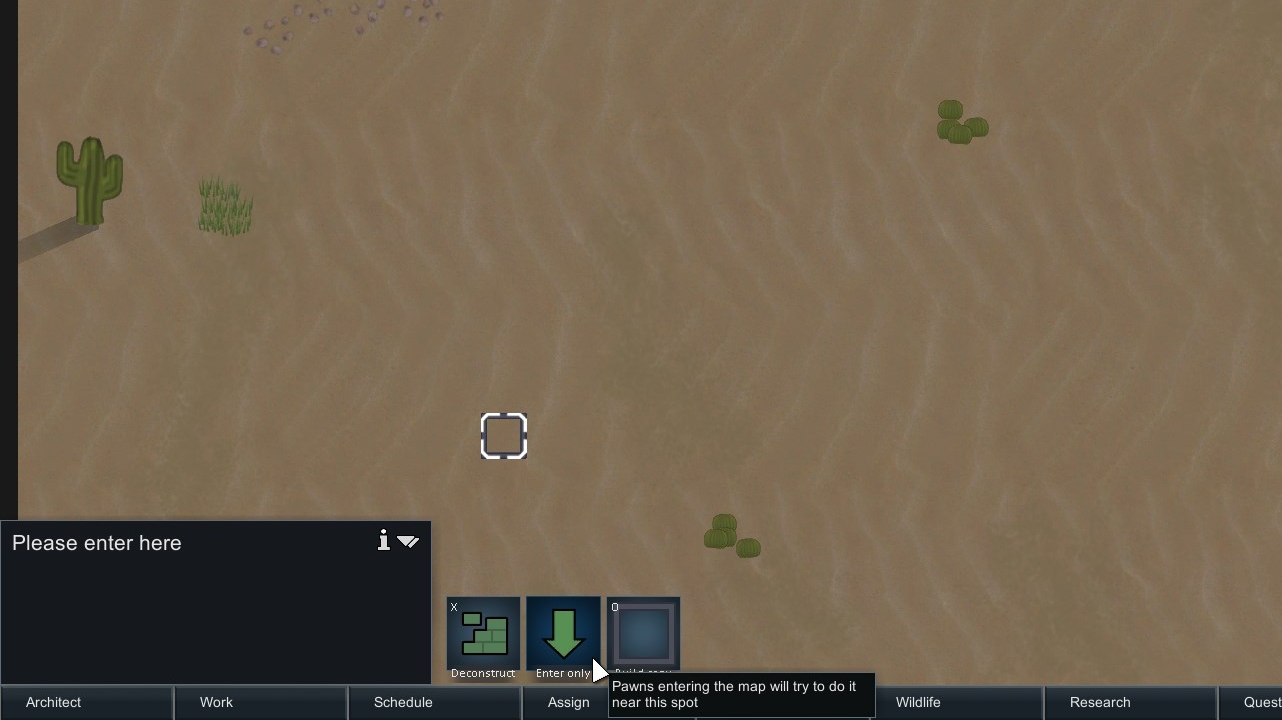 Please enter here
X
O
Deconstruct
Enter only
Pawns entering the map will try to do it
near this spot
Architect
Work
Schedule
Assign
Wildlife
Research
Quest